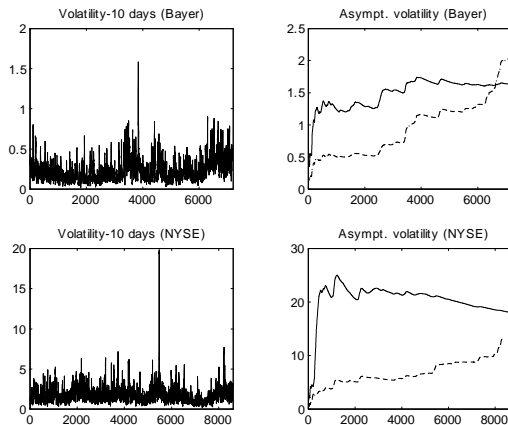 Volatility-10 days (Bayer)
2
1.5
1
0.5
0
0 2000 4000 6000
Asympt. volatility (Bayer)
2.5
2
1.5
1
0.5
0
0 2000 4000 6000
Volatility-10 days (NYSE)
20
15
10
5
0
0 2000 4000 6000 8000
Asympt. volatility (NYSE)
30
20
10
0
0 2000 4000 6000 8000